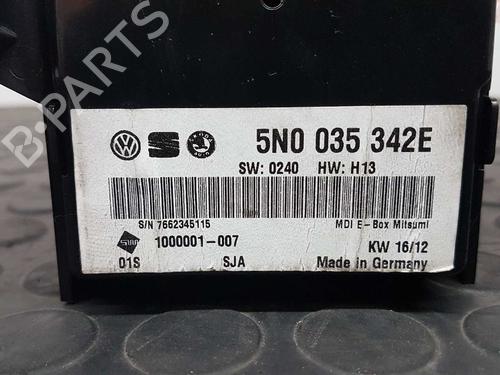 B-PARTS
5N0 035 342E
SW: 0240 HW: H13
S/N 7662345115
MDI E-Box Mitsumi
1000001-007
KW 16/12
01S
SJA
Made in Germany